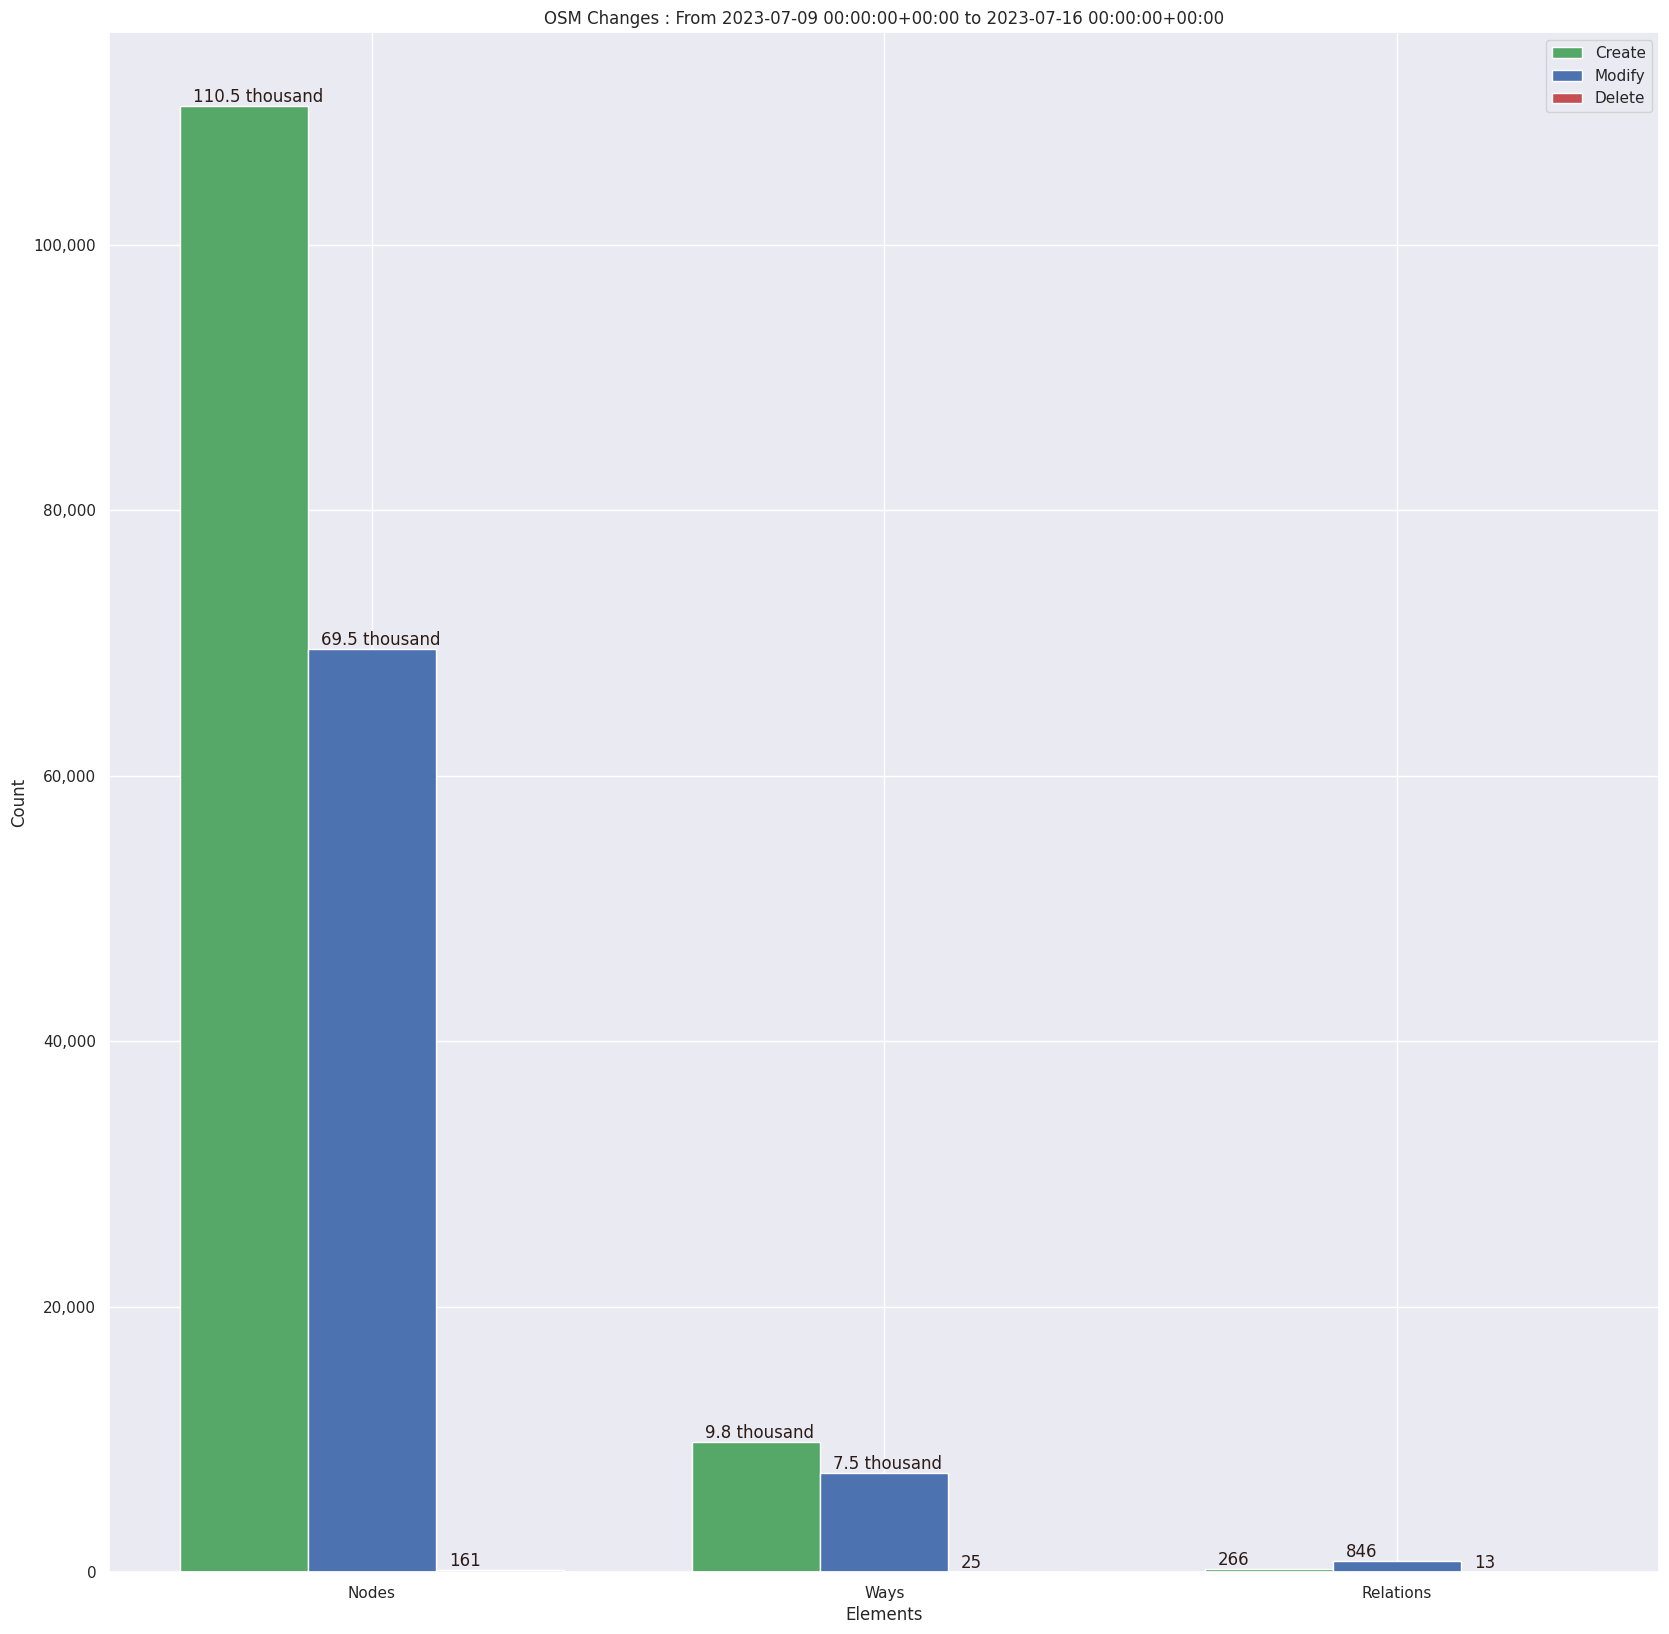 OSM Changes : From 2023-07-09 00:00:00+00:00 to 2023-07-16 00:00:00+00:00
Create
Modify
Delete
110.5 thousand
69.5 thousand
161
9.8 thousand
7.5 thousand
25
266
846
13
100,000
80,000
60,000
40,000
20,000
0
Count
Nodes
Ways
Relations
Elements